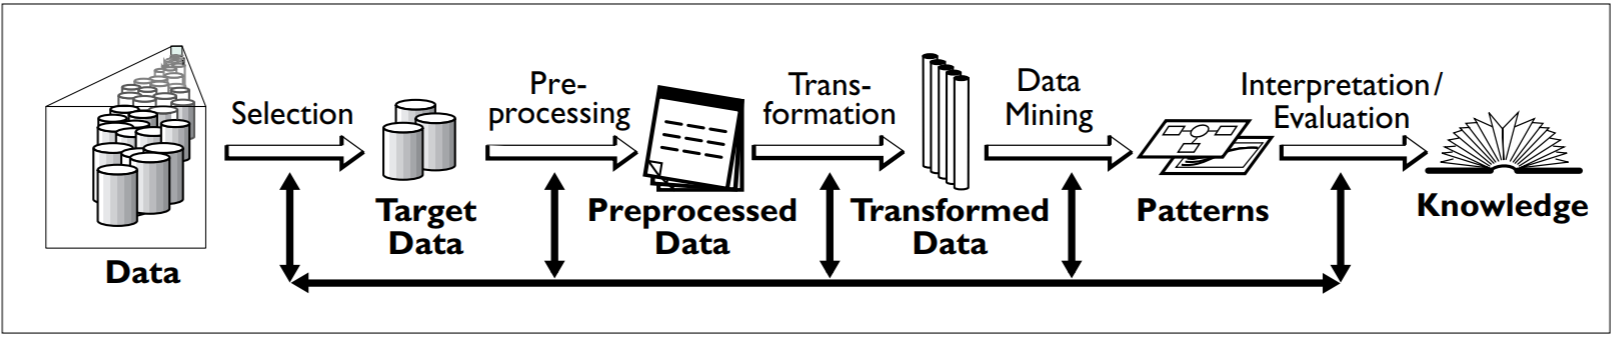 Data
Selection
Target
Data
Pre-
processing
Preprocessed
Data
Trans-
formation
Transformed
Data
Data
Mining
Patterns
Interpretation/
Evaluation
Knowledge